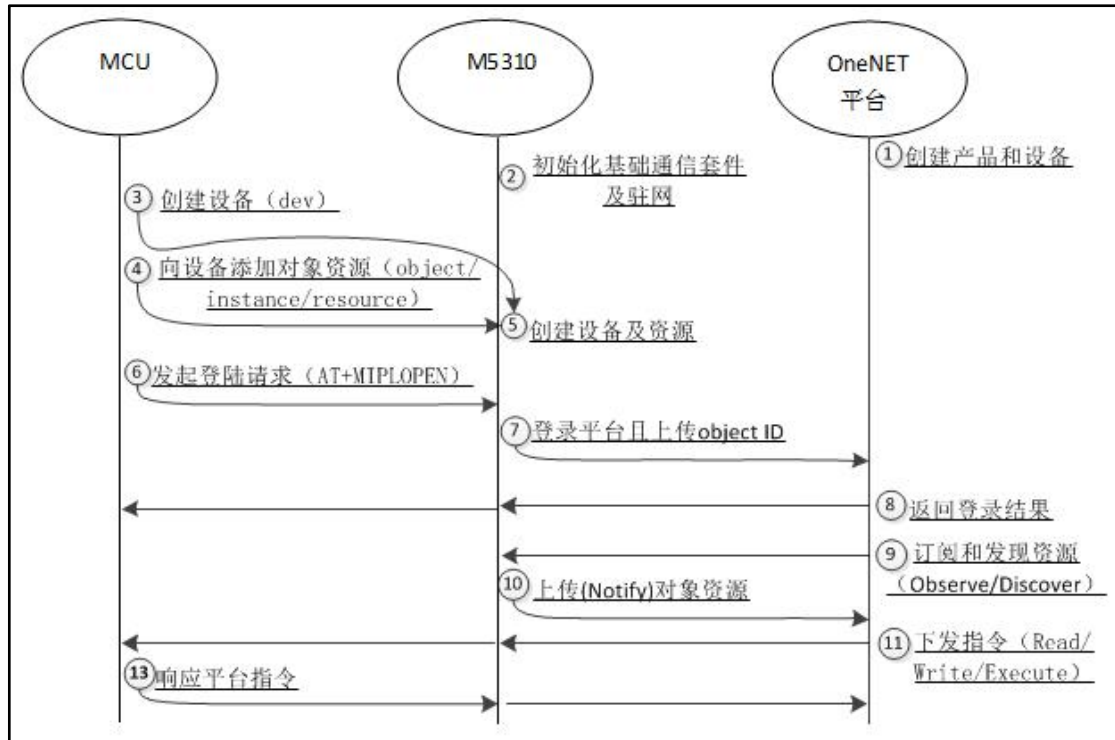 MCU
M5310
OneNET
平台
① 创建产品和设备
② 初始化基础通信套件
及驻网
③ 创建设备（dev）
④ 向设备添加对象资源（object/
instance/resource）
⑤ 创建设备及资源
⑥ 发起登陆请求（AT+MIPLOPEN）
⑦ 登录平台且上传object ID
⑧ 返回登录结果
⑨ 订阅和发现资源
（Observe/Discover）
⑩ 上传(Notify)对象资源
⑪ 下发指令（Read/
Write/Execute）
⑬ 响应平台指令